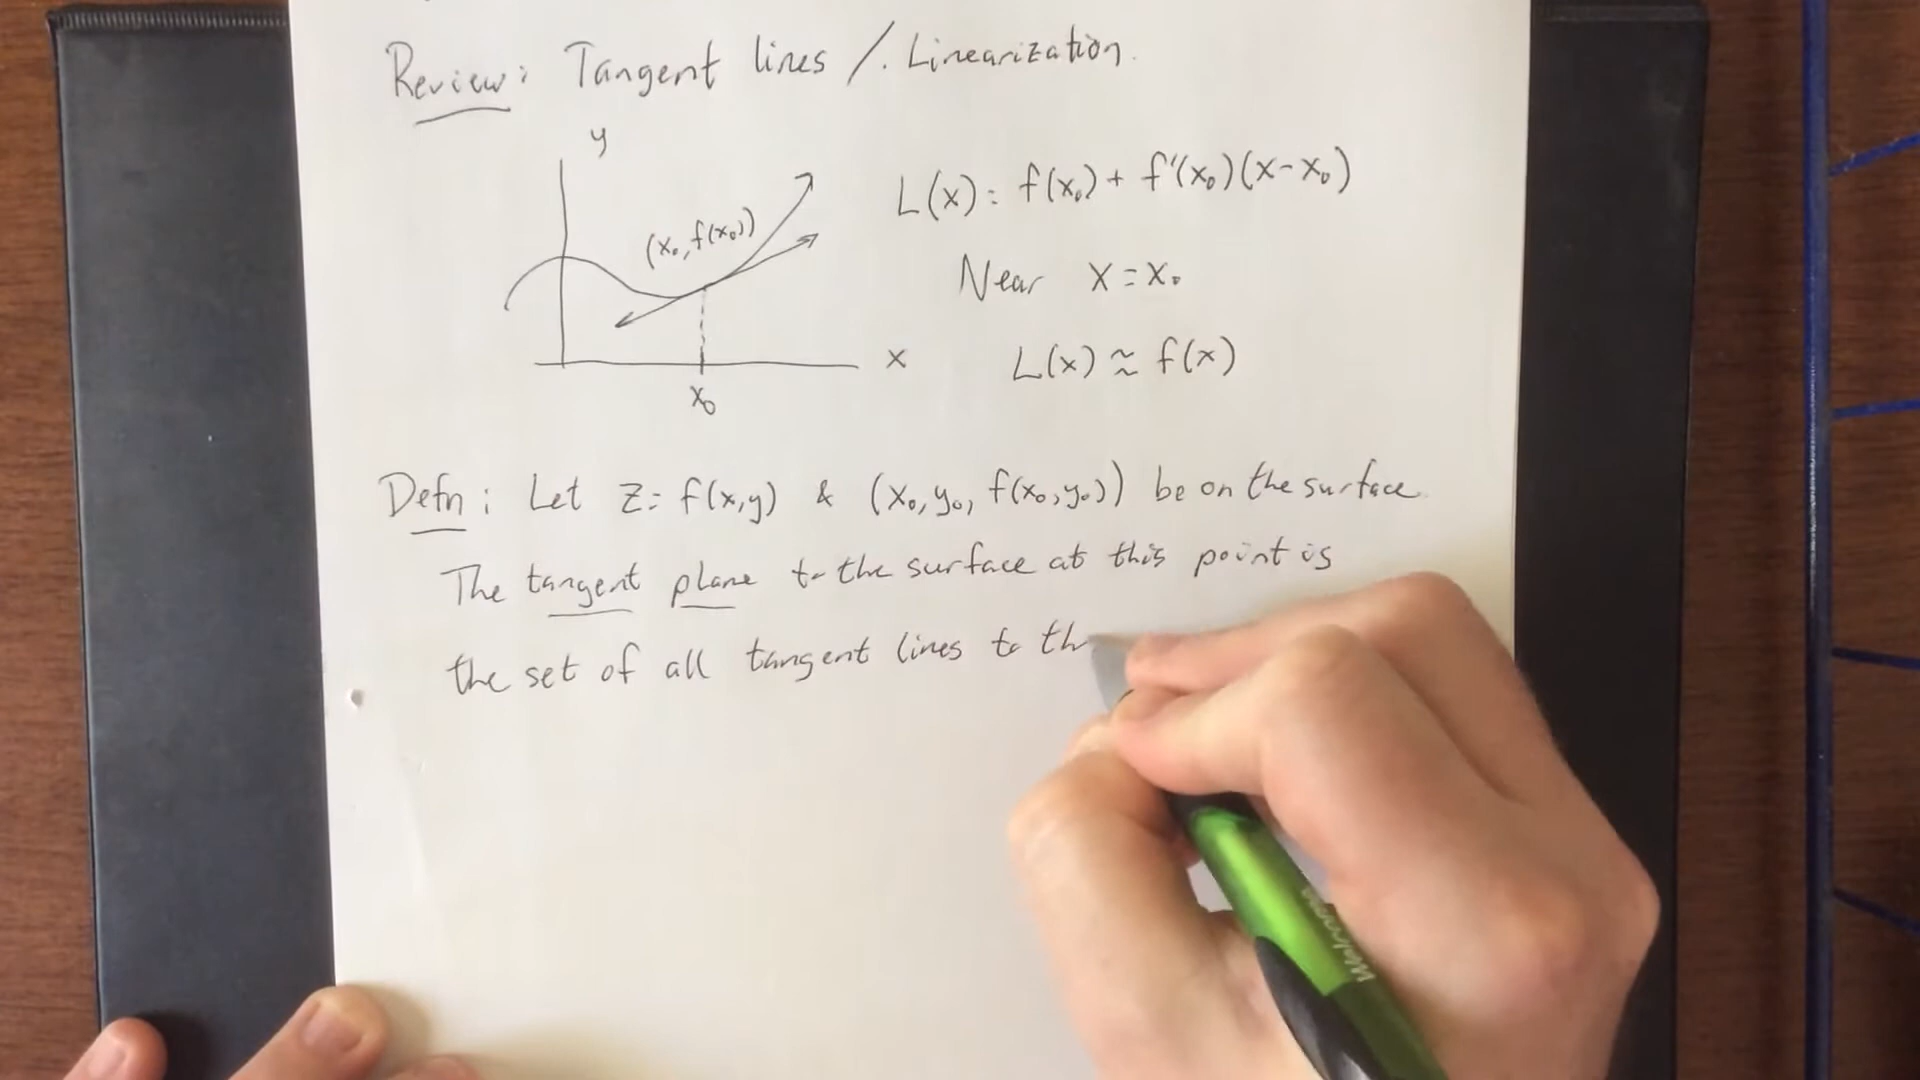 Review: Tangent lines /. Linearization.
y
(x₀, f(x₀))
L(x) = f(x₀) + f'(x₀)(x-x₀)
Near x = x₀
x
L(x) ≈ f(x)
x₀
Defn: Let z = f(x,y) & (x₀, y₀, f(x₀,y₀)) be on the surface.
The tangent plane to the surface at this point is
the set of all tangent lines to th